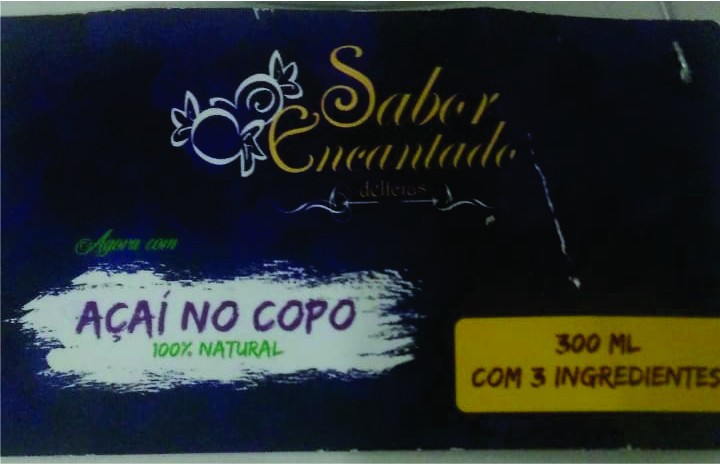 Sabor
Encantado
delícias
Agora com
AÇAÍ NO COPO
100% NATURAL
300 ML
COM 3 INGREDIENTES